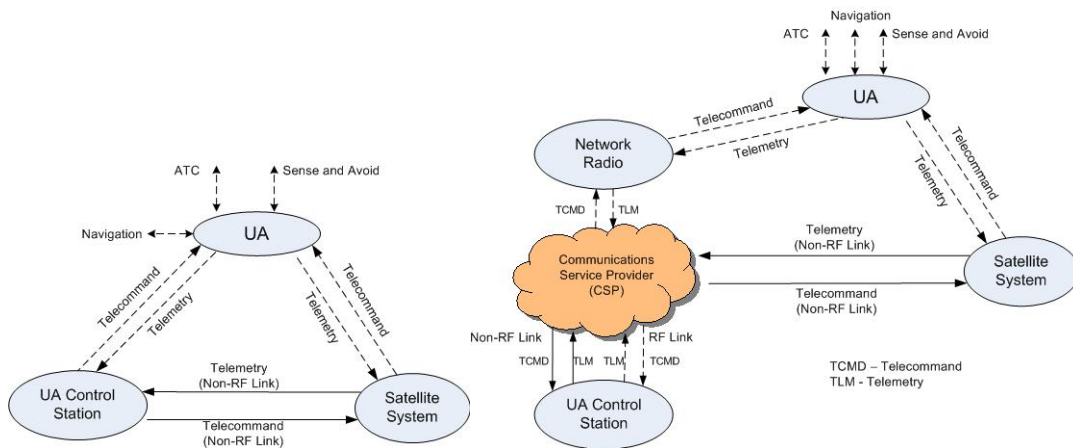 ATC
Sense and Avoid
Navigation
UA
Telecommand
Telemetry
Telemetry
Telecommand
Telemetry
(Non-RF Link)
UA Control
Station
Satellite
System
Telecommand
(Non-RF Link)
Navigation
ATC
Sense and Avoid
UA
Telecommand
Telemetry
Network
Radio
Telecommand
Telemetry
TCMD
TLM
Telemetry
(Non-RF Link)
Communications
Service Provider
(CSP)
Satellite
System
Telecommand
(Non-RF Link)
Non-RF Link
RF Link
TCMD
TLM
TLM
TCMD
UA Control
Station
TCMD – Telecommand
TLM - Telemetry